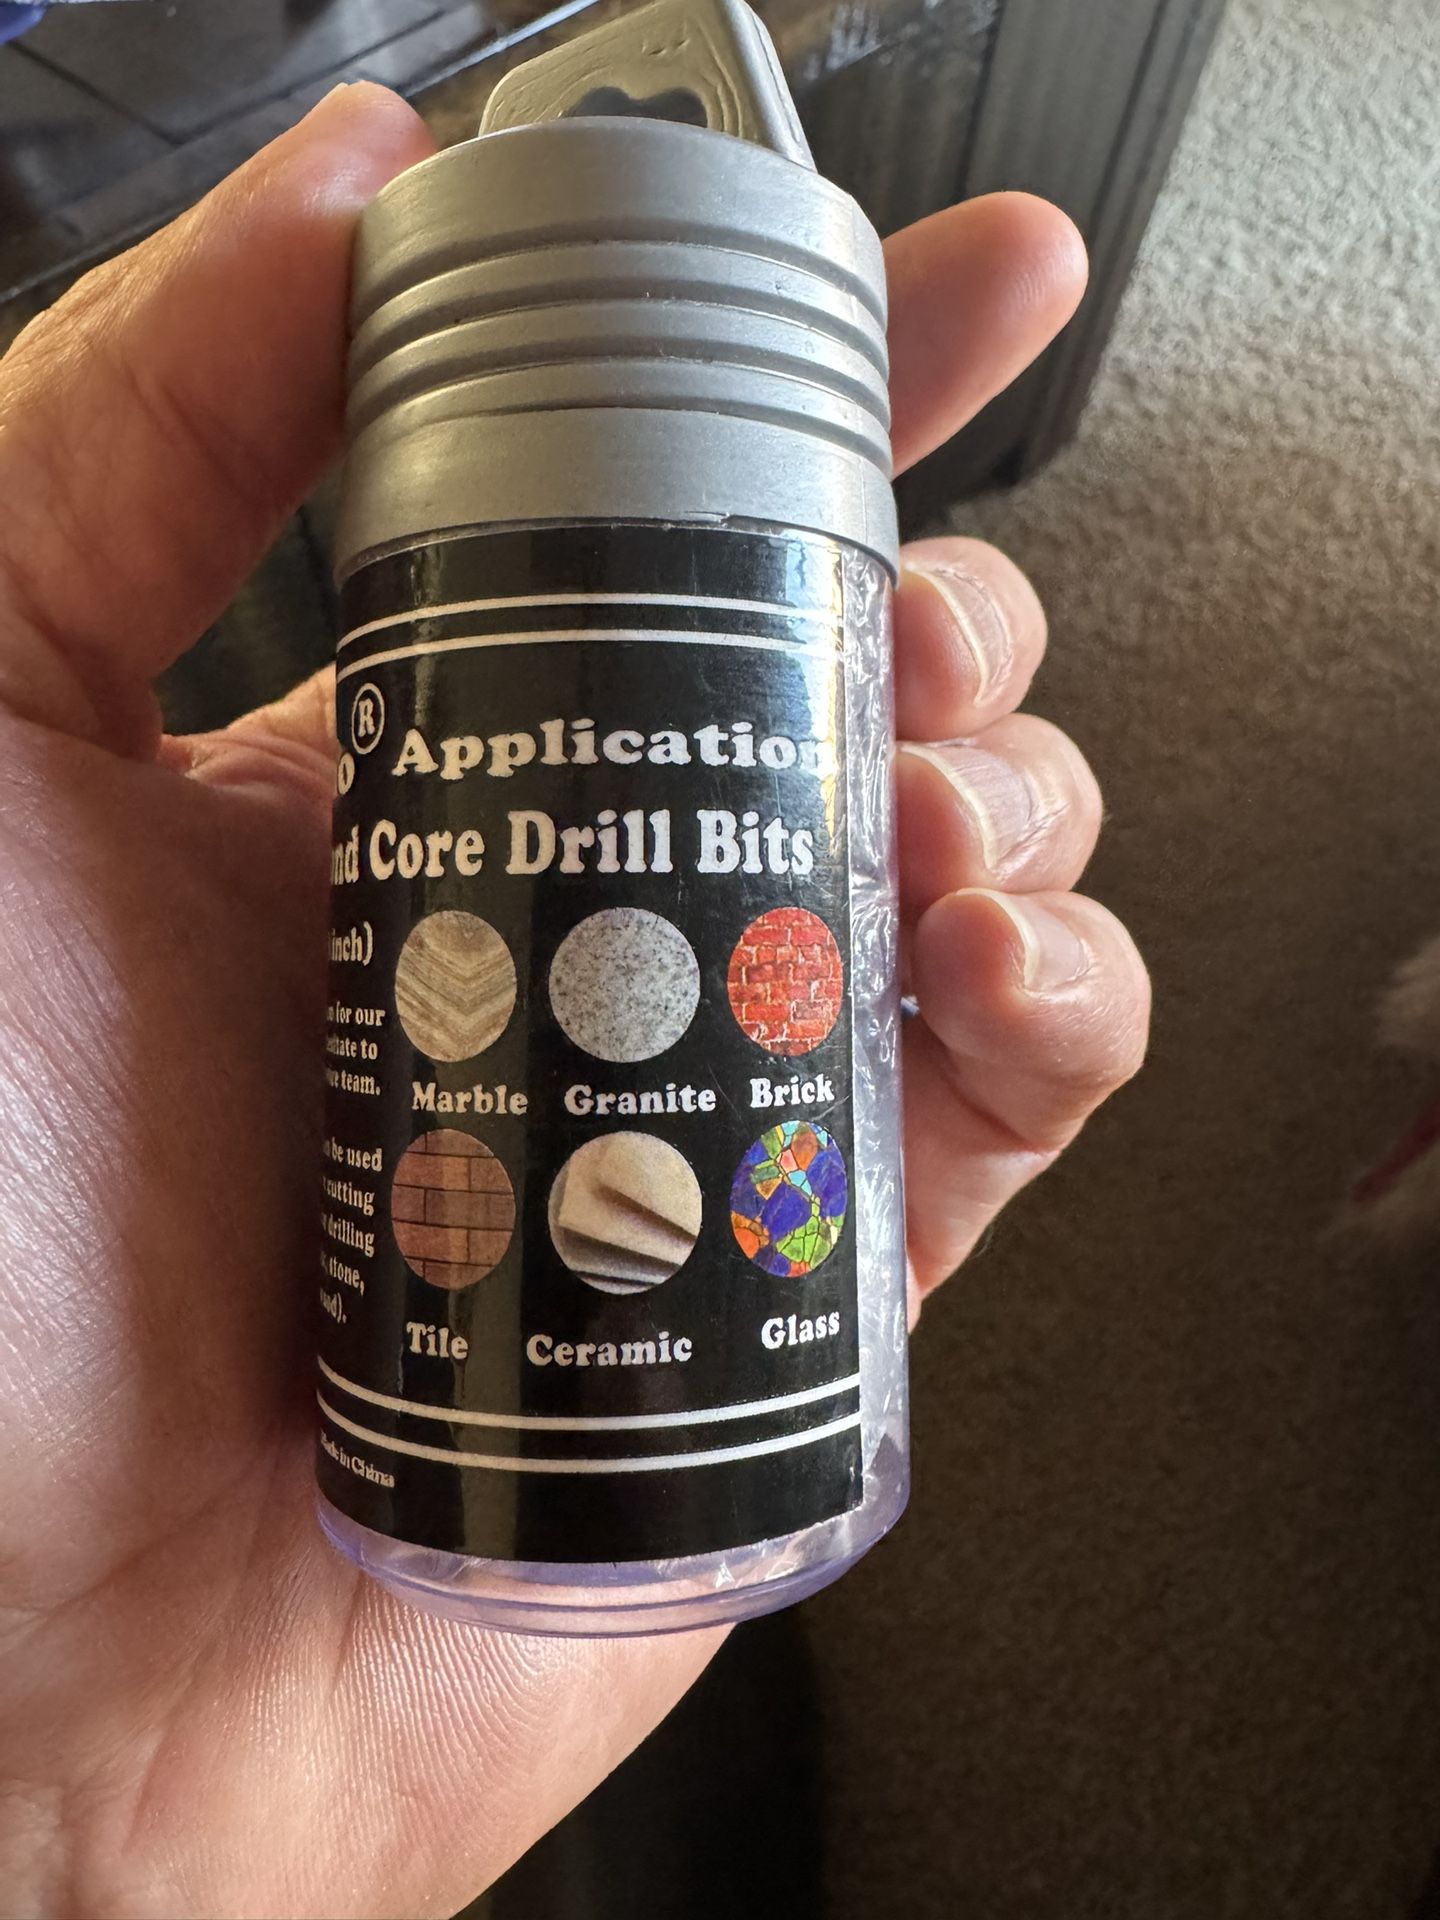 ® Application
Core Drill Bits
inch)
for our
to
team.
be used
cutting
drilling
stone,
Marble Granite Brick
Tile Ceramic Glass
Made in China